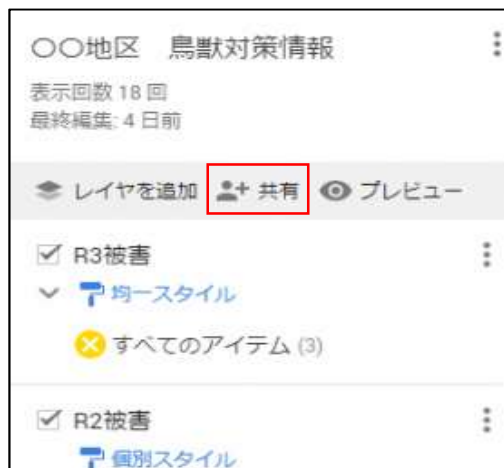 〇〇地区　鳥獣対策情報
表示回数 18 回
最終編集: 4 日前
レイヤを追加 共有 プレビュー
R3被害
均一スタイル
すべてのアイテム (3)
R2被害
個別スタイル